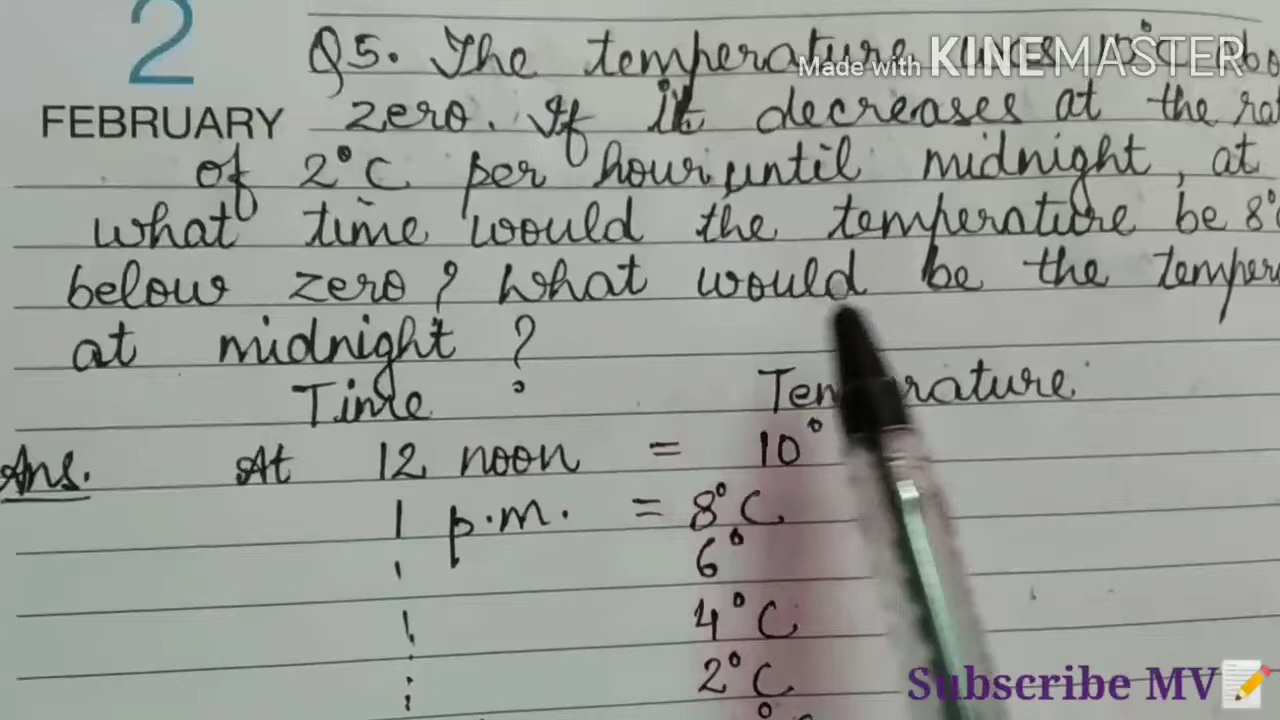 2
FEBRUARY
Made with KINEMASTER
Q5. The temperature was
zero. If it decreases at the
of 2°C per hour, until midnight, at
what time would the temperature be 8°
below zero? What would be the
at midnight?
Time Temperature
Ans. At 12 noon = 10°
1 p.m. = 8°C
6°
4°C
2°C
Subscribe MV